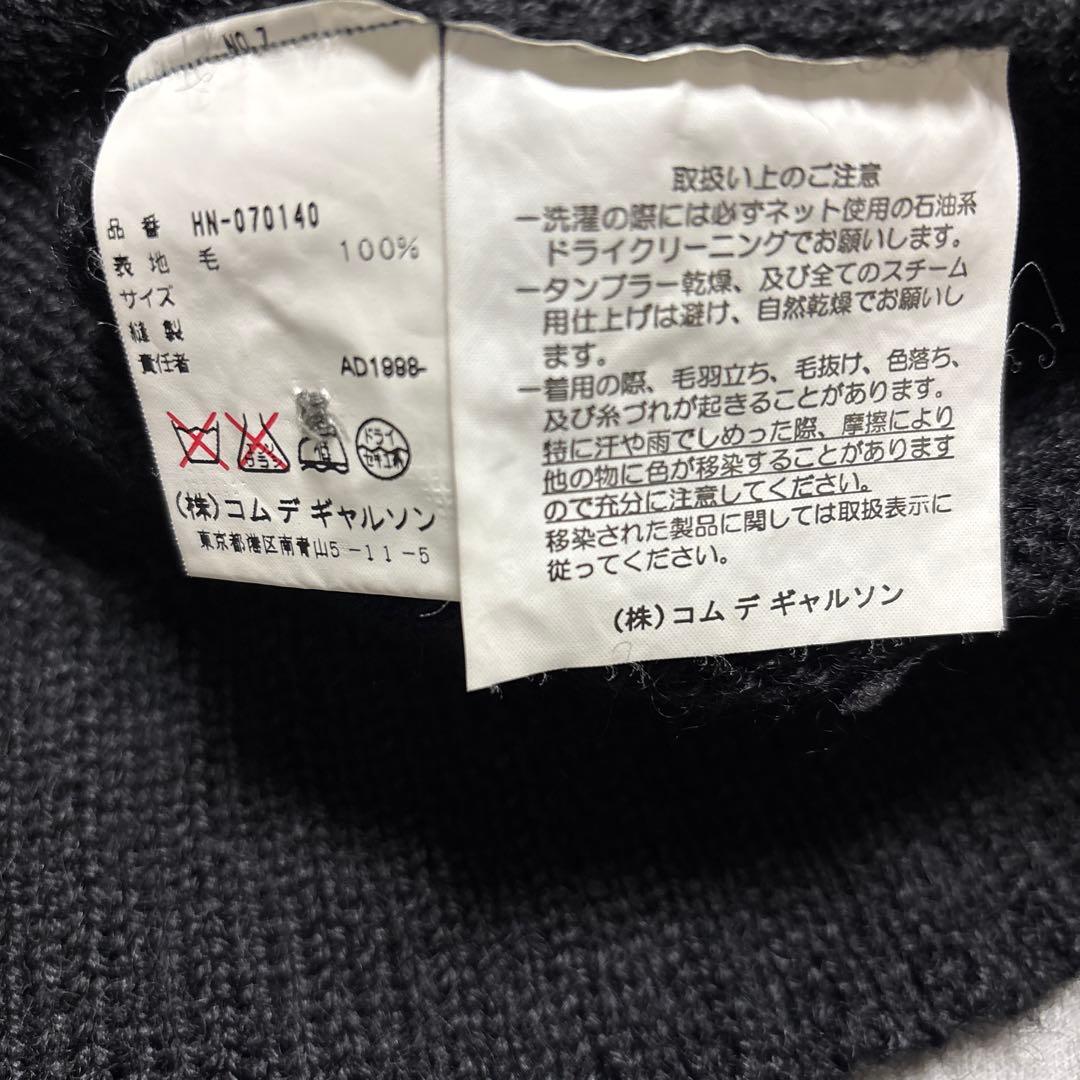 NO.7
品番 HN-070140
表地 毛 100%
サイズ
縫製
責任者 AD1998-
ドライ
セキユ系
(株)コム デ ギャルソン
東京都港区南青山5-11-5
取扱い上のご注意
ー洗濯の際には必ずネット使用の石油系
ドライクリーニングでお願いします。
ータンブラー乾燥、及び全てのスチーム
用仕上げは避け、自然乾燥でお願いし
ます。
ー着用の際、毛羽立ち、毛抜け、色落ち、
及び糸づれが起きることがあります。
特に汗や雨でしめった際、摩擦により
他の物に色が移染することがあります
ので充分に注意してください。
移染された製品に関しては取扱表示に
従ってください。
(株)コム デ ギャルソン